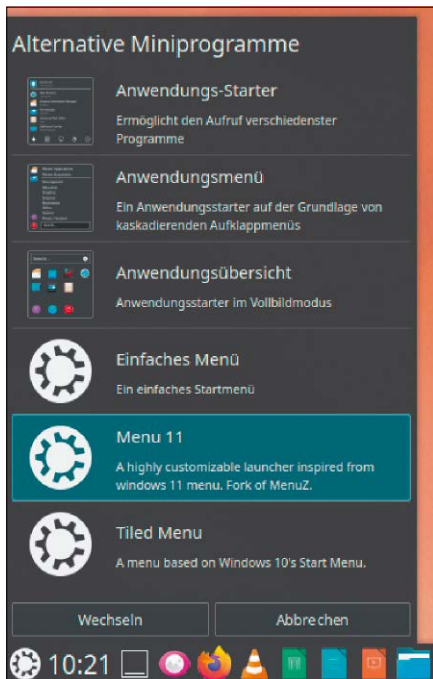 Alternative Miniprogramme
Anwendungs-Starter
Ermöglicht den Aufruf verschiedenster
Programme
Anwendungsmenü
Ein Anwendungsstarter auf der Grundlage von
kaskadierenden Aufklappmenüs
Anwendungsübersicht
Anwendungsstarter im Vollbildmodus
Einfaches Menü
Ein einfaches Startmenü
Menu 11
A highly customizable launcher inspired from
windows 11 menu. Fork of MenuZ.
Tiled Menu
A menu based on Windows 10's Start Menu.
Wechseln
Abbrechen
10:21